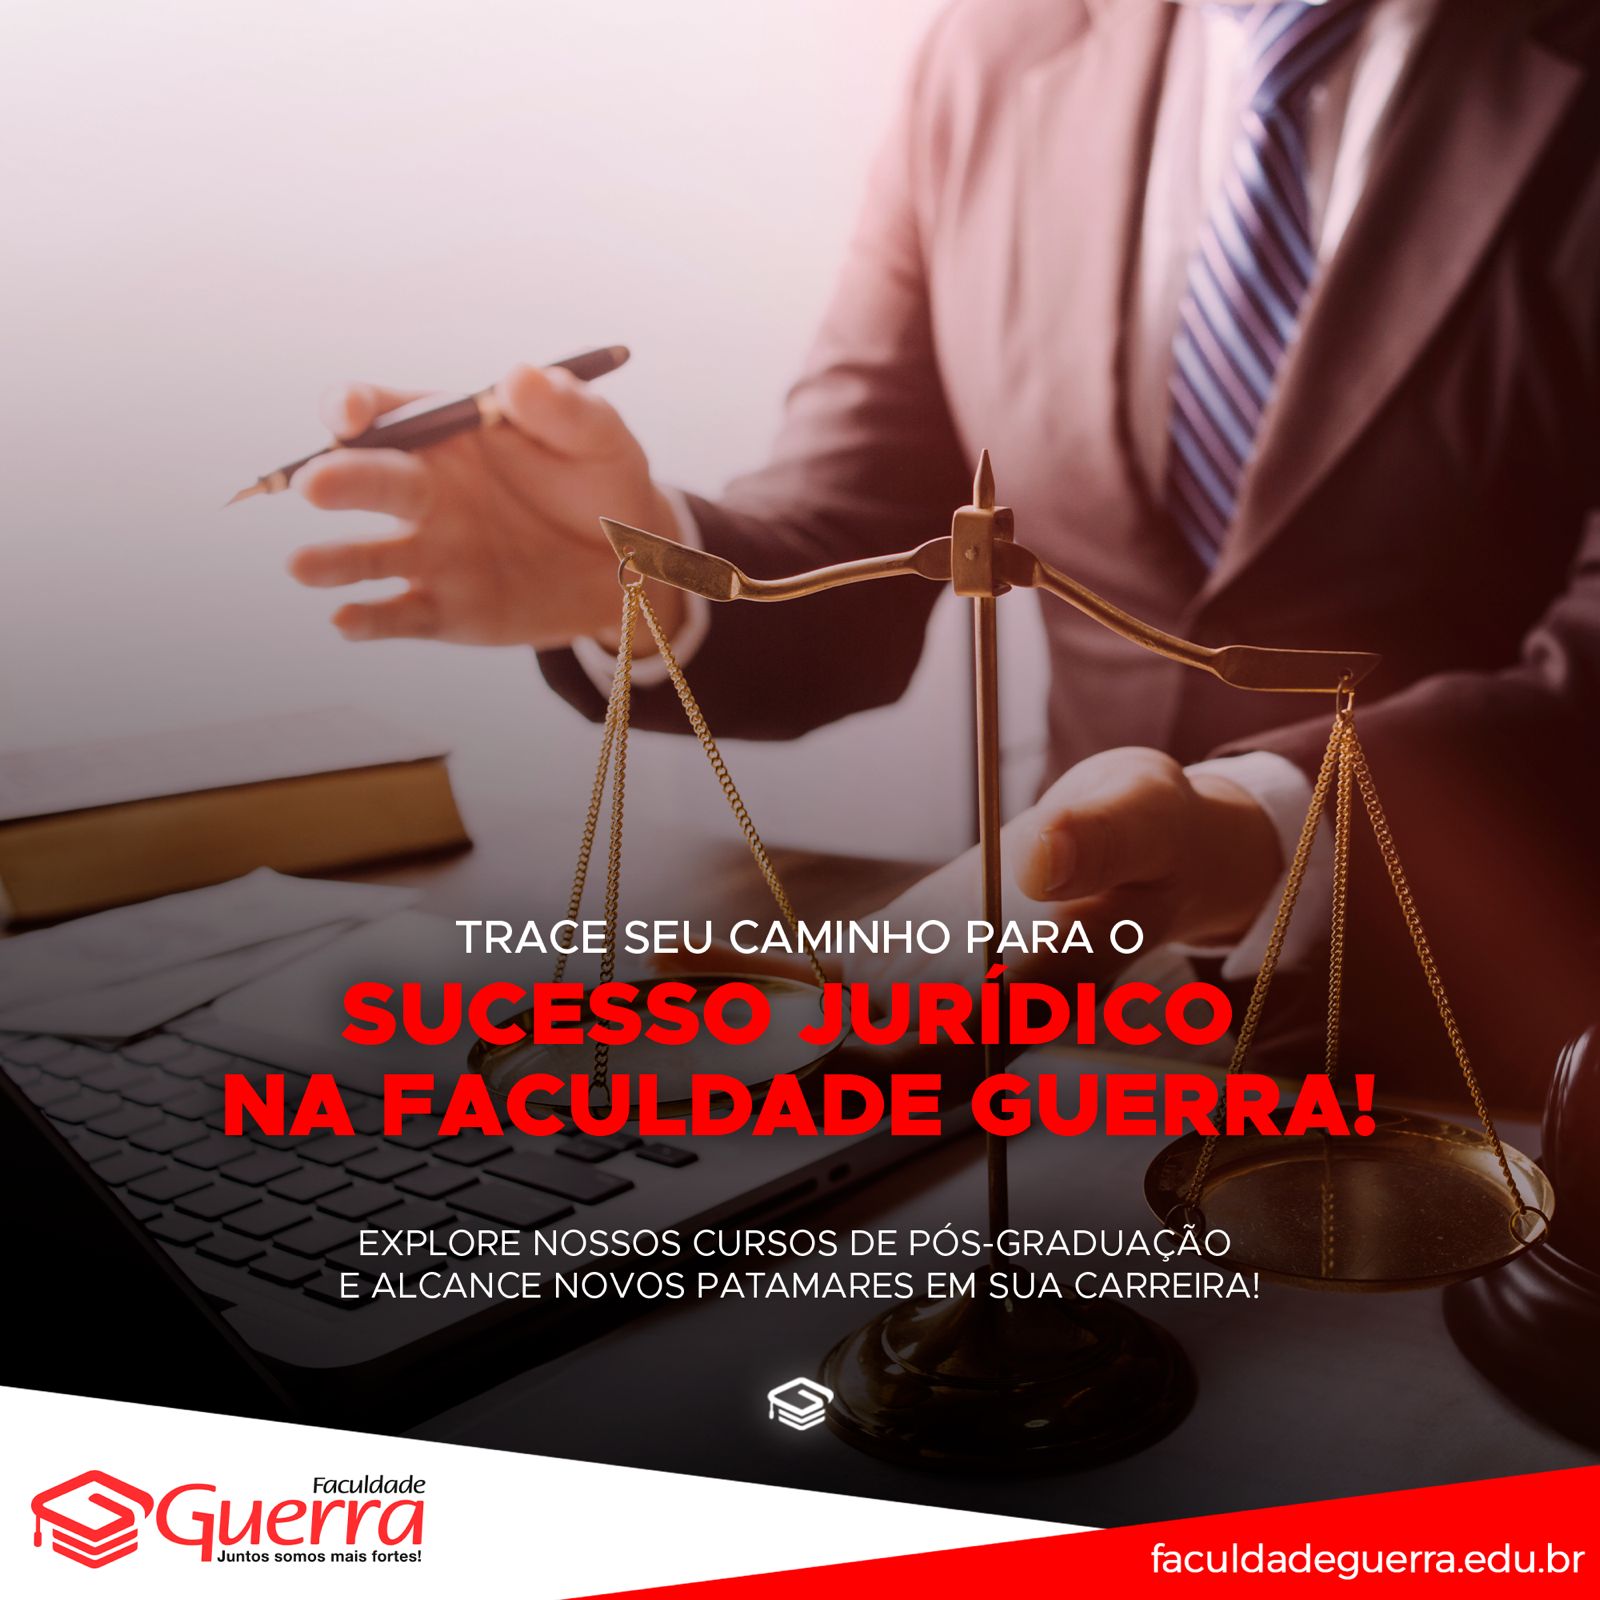 TRACE SEU CAMINHO PARA O
SUCESSO JURÍDICO
NA FACULDADE GUERRA!
EXPLORE NOSSOS CURSOS DE PÓS-GRADUAÇÃO
E ALCANCE NOVOS PATAMARES EM SUA CARREIRA!
Faculdade
Guerra
Juntos somos mais fortes!
faculdadeguerra.edu.br